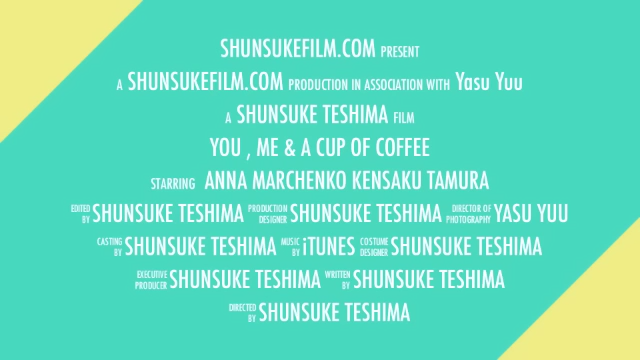 SHUNSUKEFILM.COM PRESENT
A SHUNSUKEFILM.COM PRODUCTION IN ASSOCIATION WITH Yasu Yuu
A SHUNSUKE TESHIMA FILM
YOU , ME & A CUP OF COFFEE
STARRING ANNA MARCHENKO KENSAKU TAMURA
EDITED BY SHUNSUKE TESHIMA PRODUCTION DESIGNER SHUNSUKE TESHIMA DIRECTOR OF PHOTOGRAPHY YASU YUU
CASTING BY SHUNSUKE TESHIMA MUSIC BY iTUNES COSTUME DESIGNER SHUNSUKE TESHIMA
EXECUTIVE PRODUCER SHUNSUKE TESHIMA WRITTEN BY SHUNSUKE TESHIMA
DIRECTED BY SHUNSUKE TESHIMA